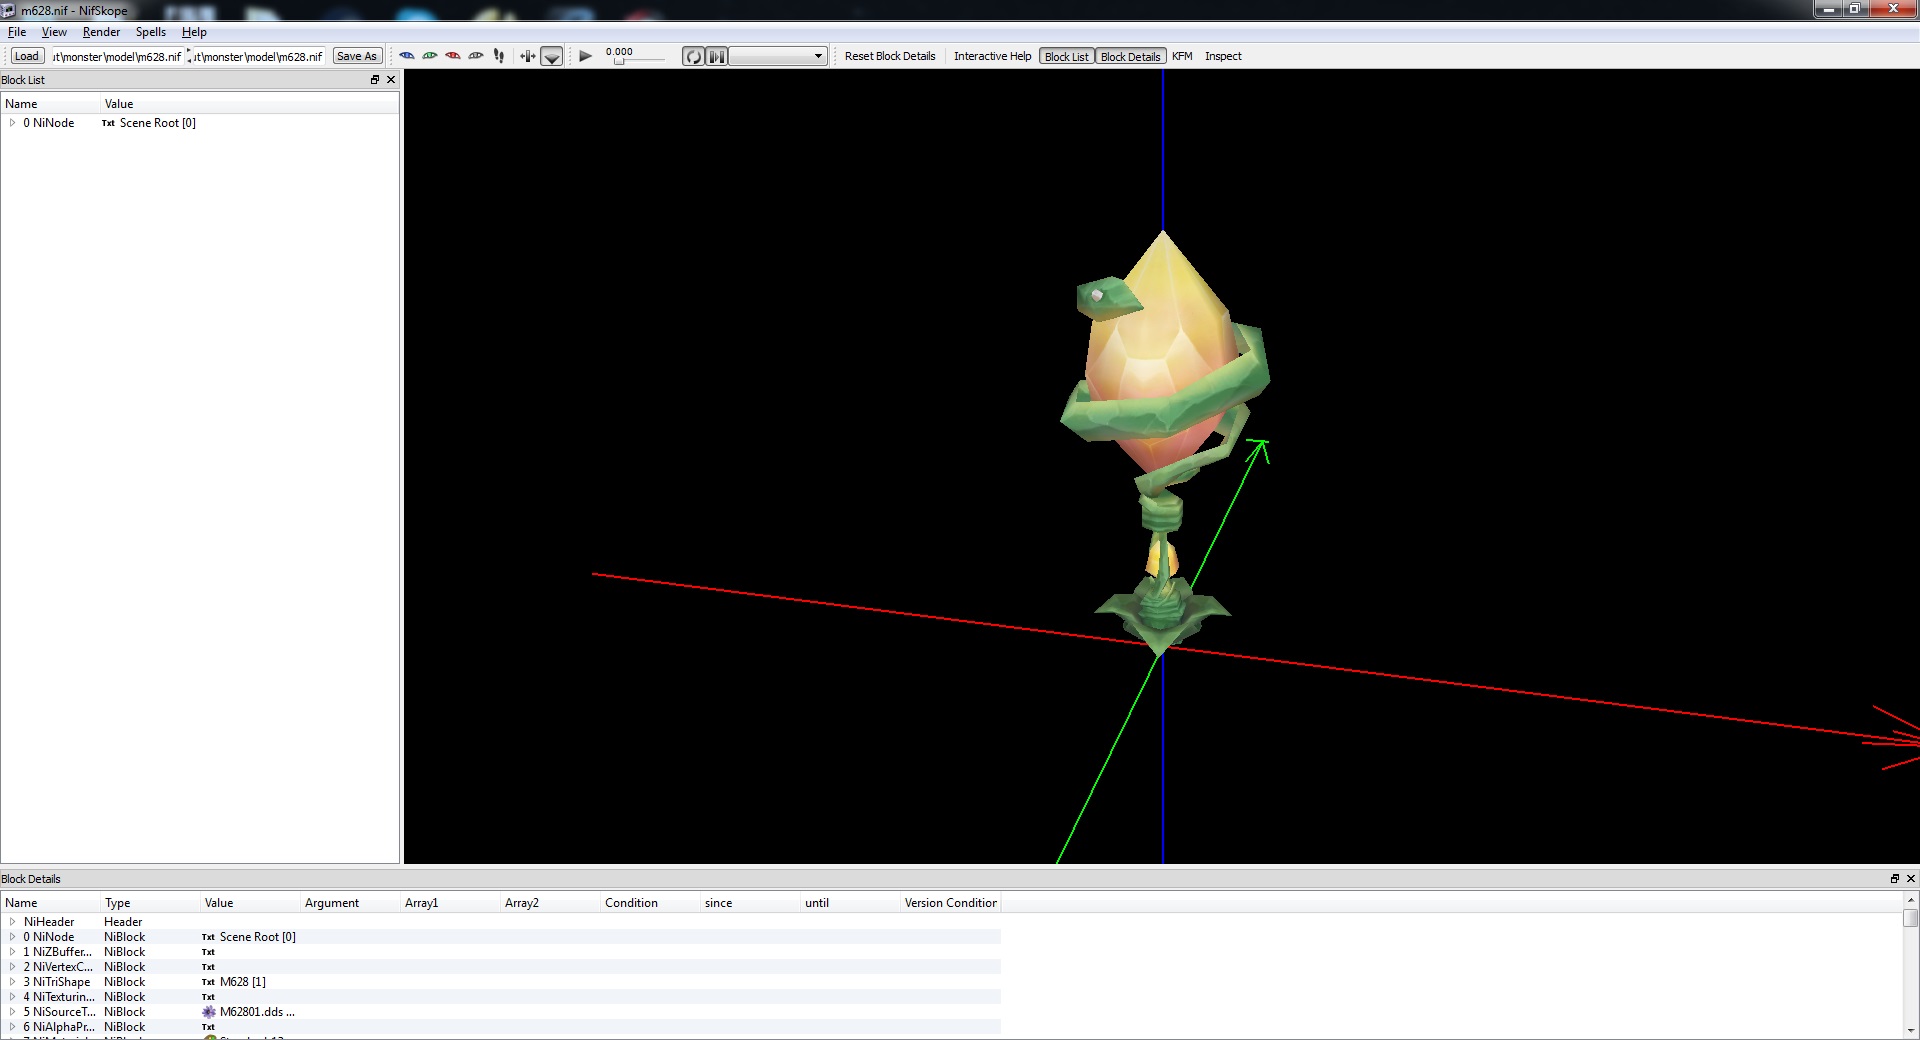 m628.nif - NifSkope
File View Render Spells Help
Load ut\monster\model\m628.nif ut\monster\model\m628.nif Save As 0.000 Reset Block Details Interactive Help Block List Block Details KFM Inspect
Block List
Name Value
0 NiNode Txt Scene Root [0]
Block Details
Name Type Value Argument Array1 Array2 Condition since until Version Condition
NiHeader Header
0 NiNode NiBlock Txt Scene Root [0]
1 NiZBuffer... NiBlock Txt
2 NiVertexC... NiBlock Txt
3 NiTriShape NiBlock Txt M628 [1]
4 NiTexturin... NiBlock Txt
5 NiSourceT... NiBlock M62801.dds ...
6 NiAlphaPr... NiBlock Txt